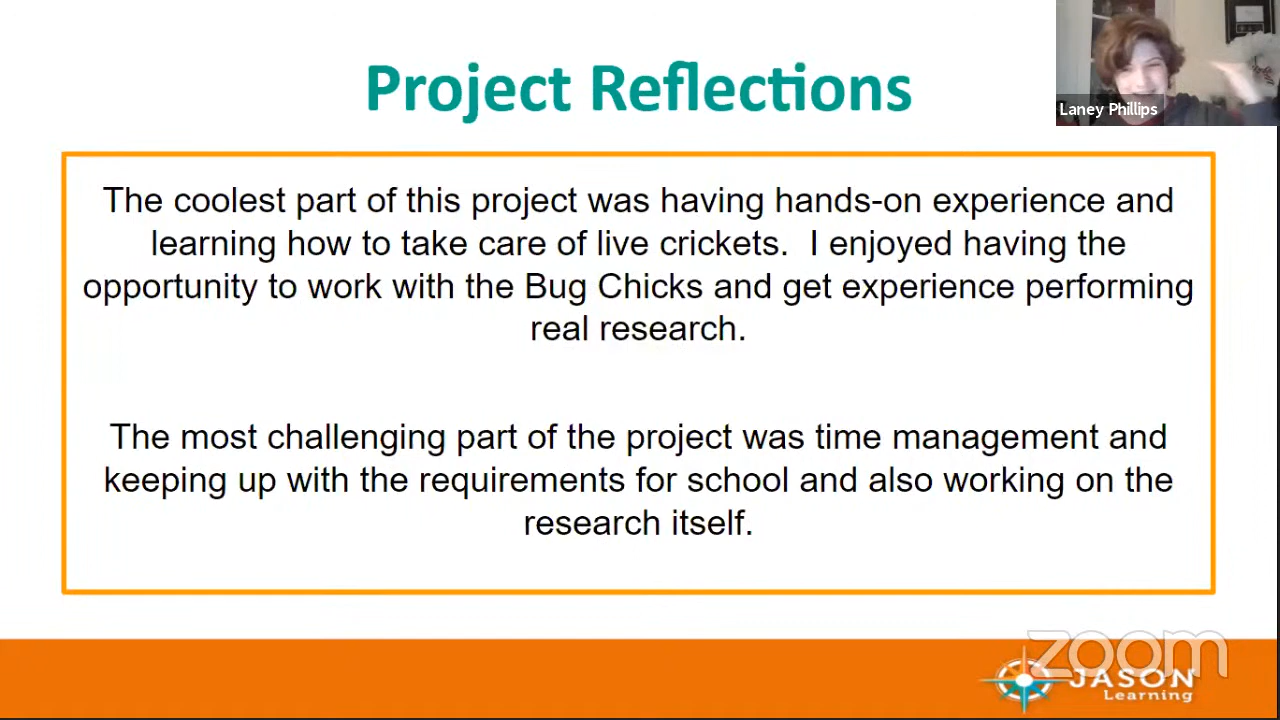 Project Reflections
Laney Phillips
The coolest part of this project was having hands-on experience and
learning how to take care of live crickets.  I enjoyed having the
opportunity to work with the Bug Chicks and get experience performing
real research.
The most challenging part of the project was time management and
keeping up with the requirements for school and also working on the
research itself.
zoom
JASON
Learning